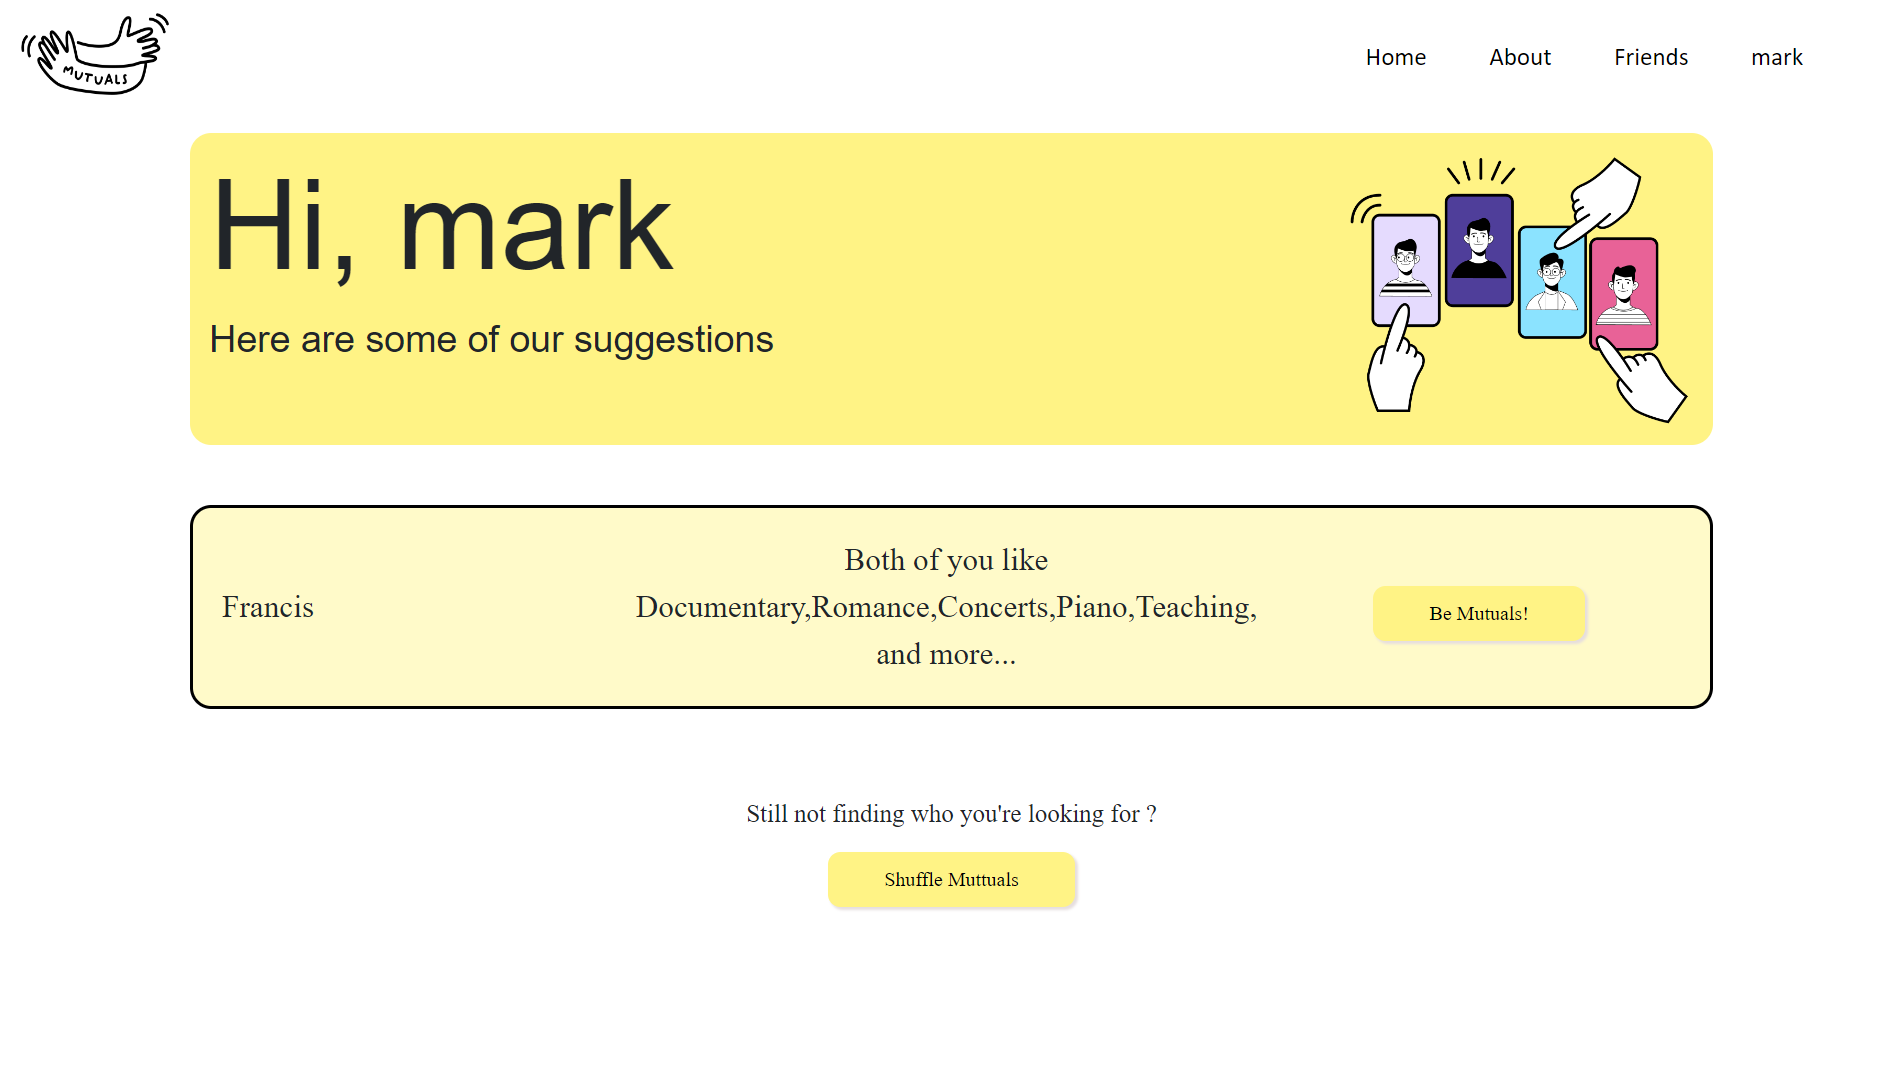 MUTUALS
Home About Friends mark
Hi, mark
Here are some of our suggestions
Francis
Both of you like
Documentary,Romance,Concerts,Piano,Teaching,
and more...
Be Mutuals!
Still not finding who you're looking for ?
Shuffle Muttuals